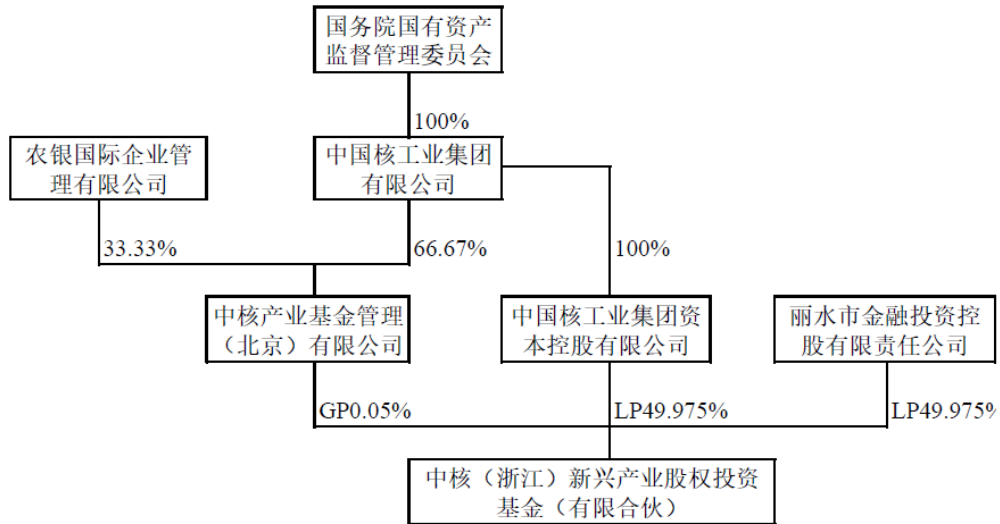 国务院国有资产
监督管理委员会
100%
农银国际企业管
理有限公司
中国核工业集团
有限公司
33.33%
66.67%
100%
中核产业基金管理
（北京）有限公司
中国核工业集团资
本控股有限公司
丽水市金融投资控
股有限责任公司
GP0.05%
LP49.975%
LP49.975%
中核（浙江）新兴产业股权投资
基金（有限合伙）